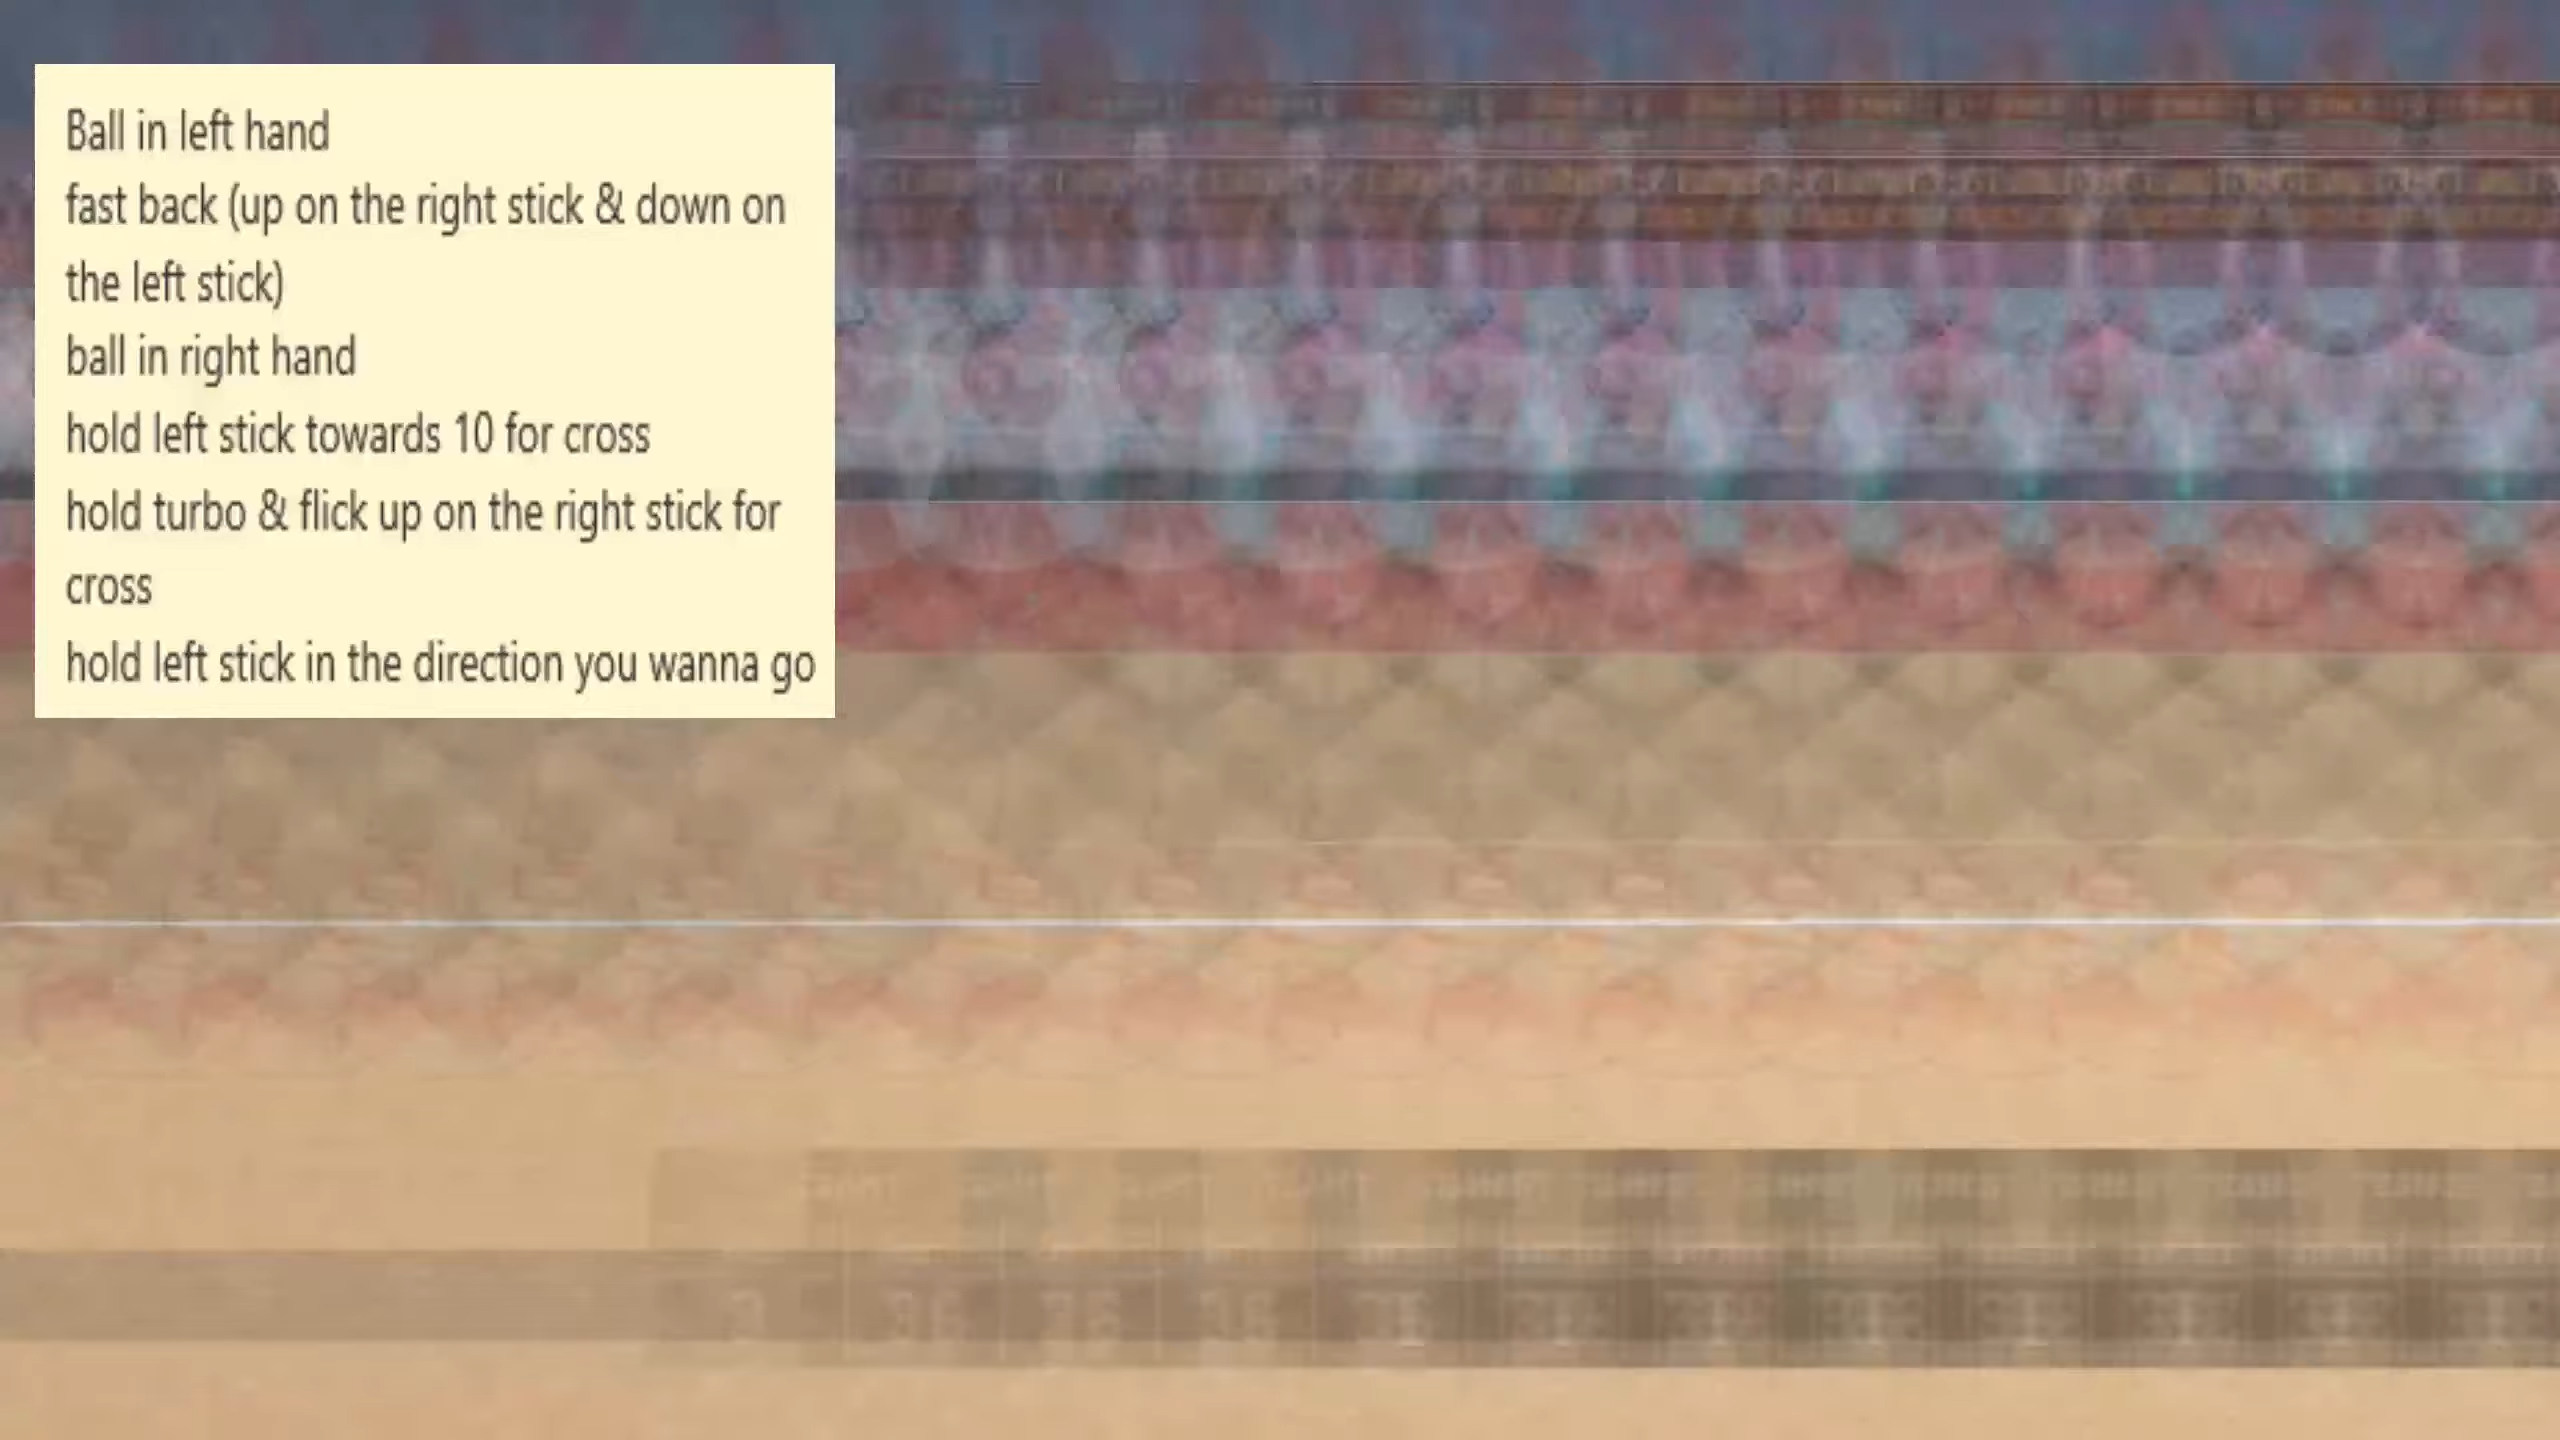 Ball in left hand
fast back (up on the right stick & down on
the left stick)
ball in right hand
hold left stick towards 10 for cross
hold turbo & flick up on the right stick for
cross
hold left stick in the direction you wanna go